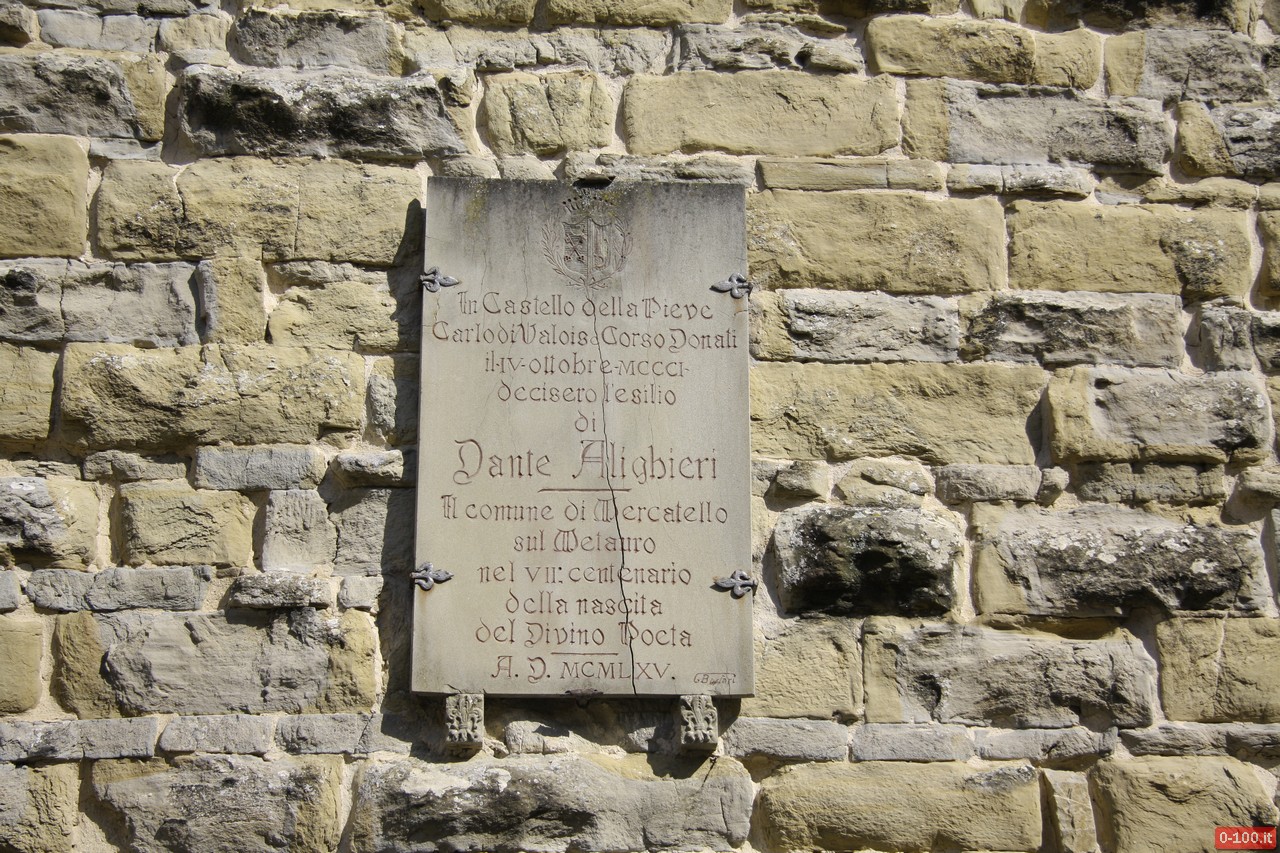 In Castello della Pieve
Carlo di Valois e Corso Donati
il·IV·ottobre·MCCCI·
decisero l'esilio
di
Dante Alighieri
Il comune di Mercatello
sul Metauro
nel VII: centenario
della nascita
del Divino Poeta
A. D. MCMLXV.
0-100.it